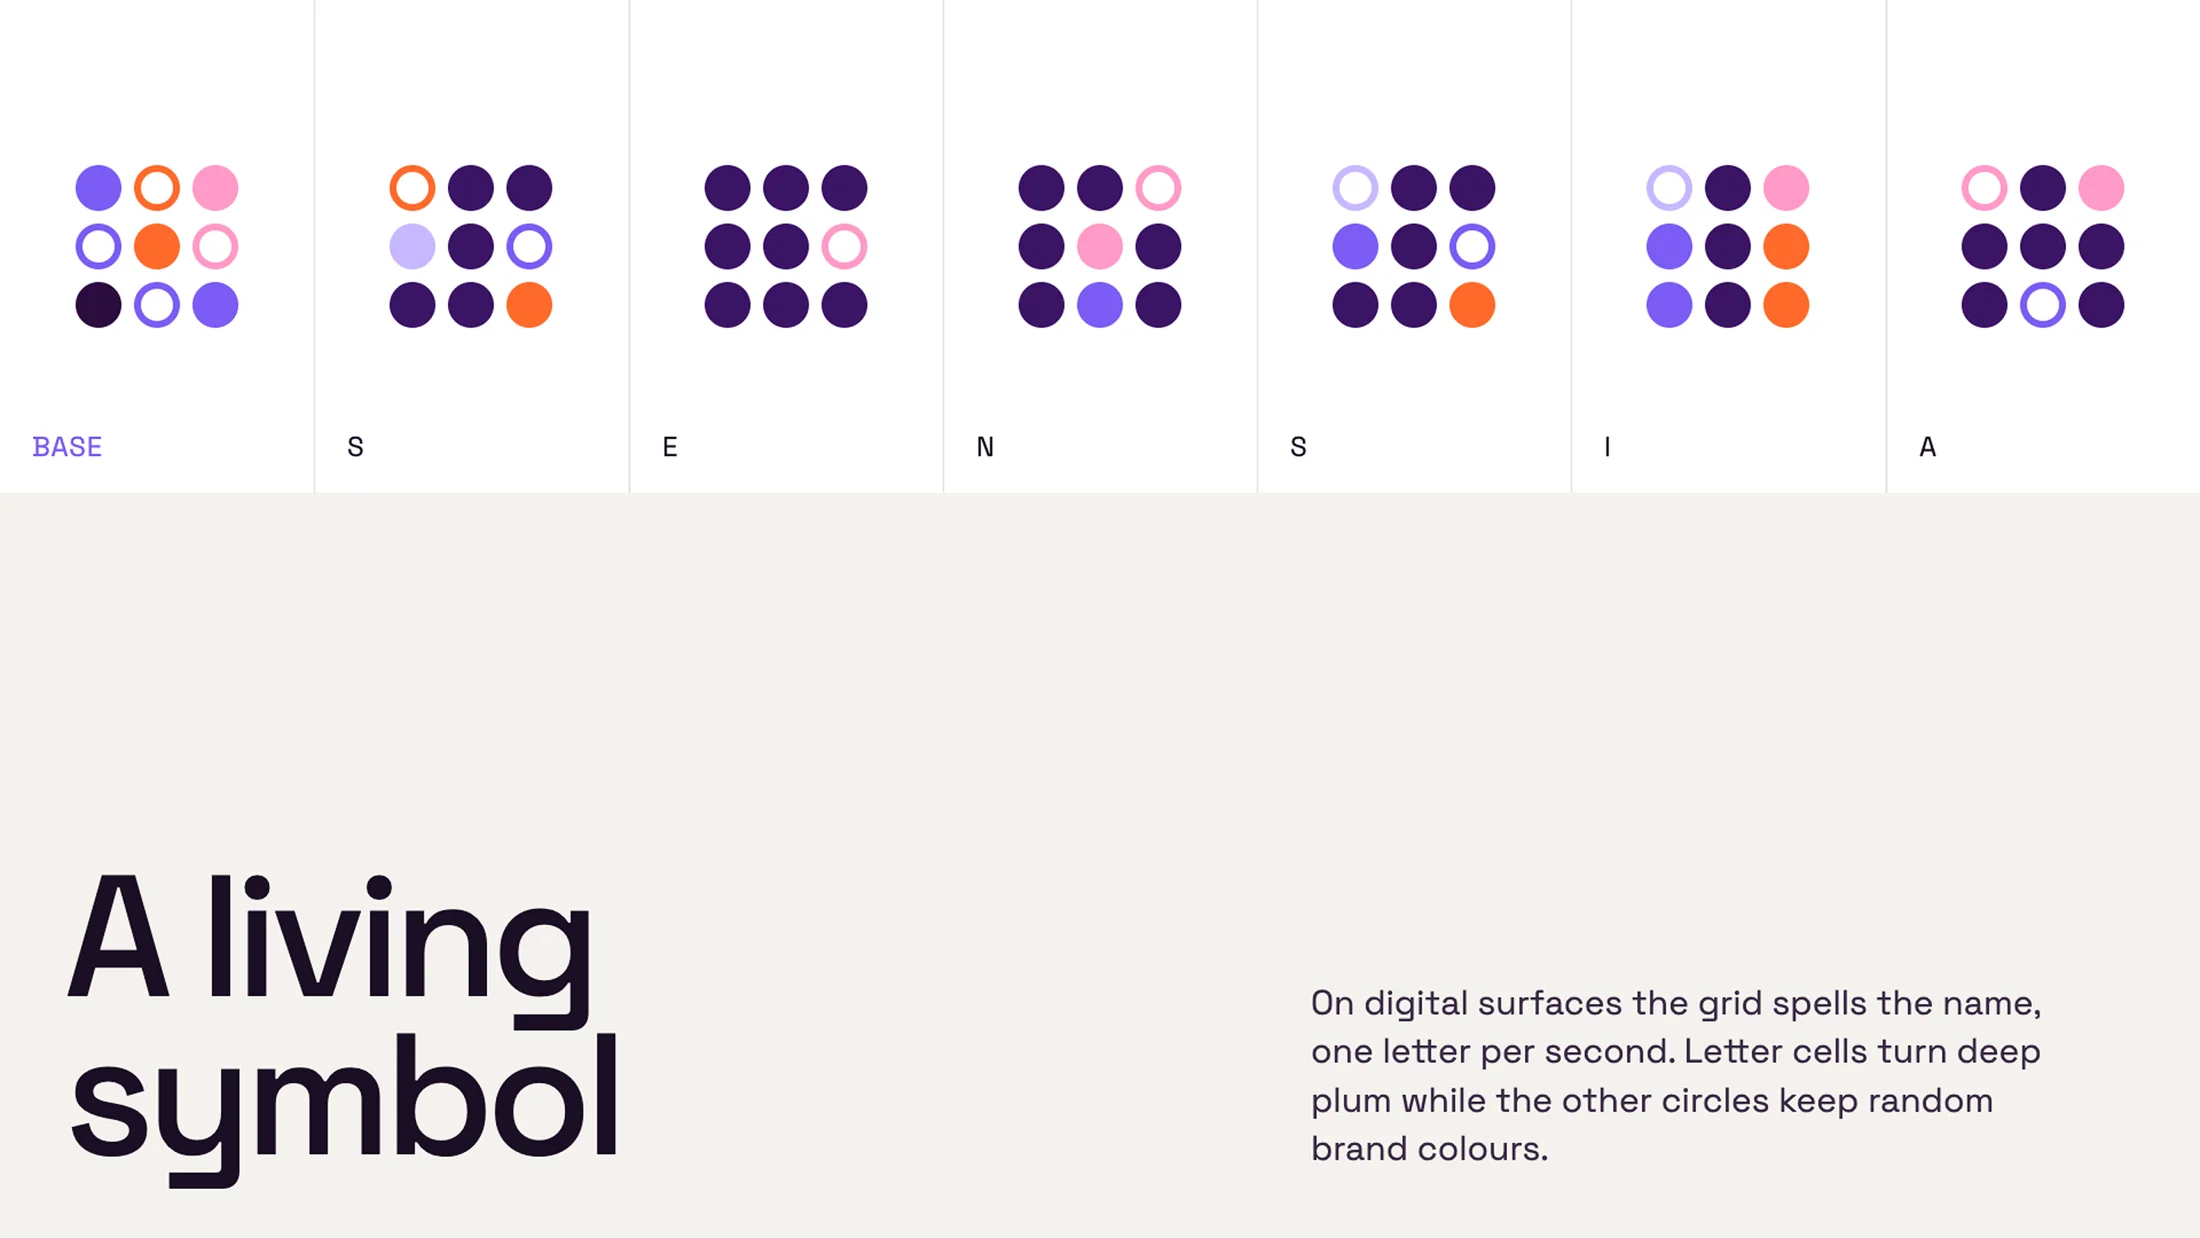 BASE
S
E
N
S
I
A
A living
symbol
On digital surfaces the grid spells the name,
one letter per second. Letter cells turn deep
plum while the other circles keep random
brand colours.